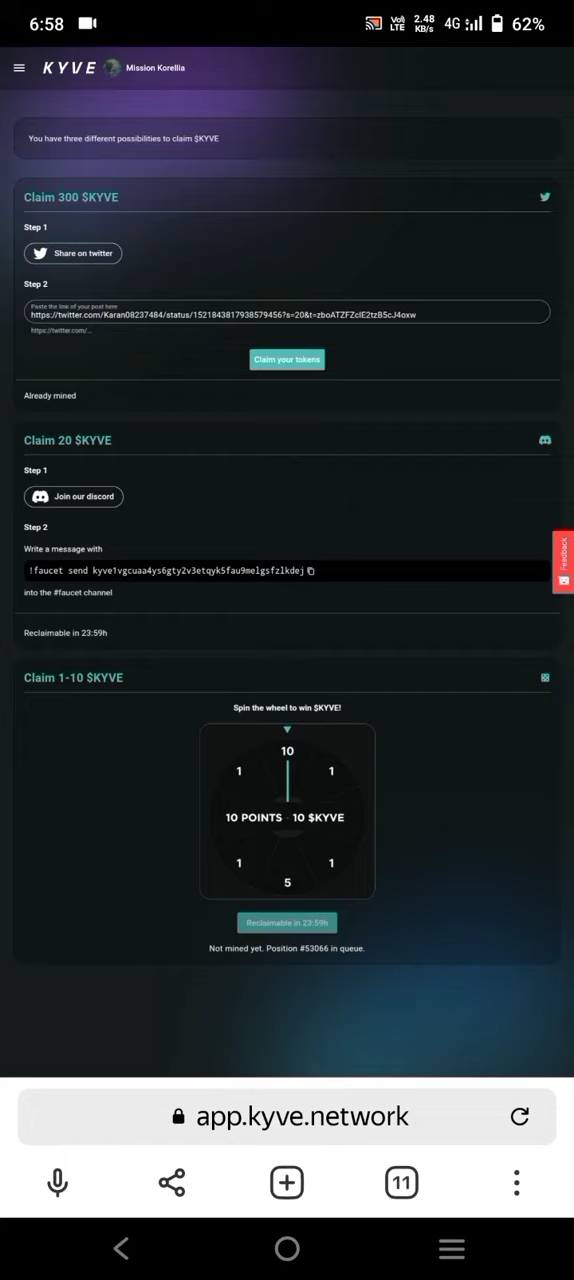 6:58
Vo) LTE 2.48 KB/s 4G 62%
KYVE Mission Korellia
You have three different possibilities to claim $KYVE
Claim 300 $KYVE
Step 1
Share on twitter
Step 2
Paste the link of your post here
https://twitter.com/Karan08237484/status/1521843817938579456?s=20&t=zboATZFZclE2tzB5cJ4oxw
https://twitter.com/...
Claim your tokens
Already mined
Claim 20 $KYVE
Step 1
Join our discord
Step 2
Feedback
Write a message with
!faucet send kyve1vgcuaa4ys6gty2v3etqyk5fau9melgsfzlkdej
into the #faucet channel
Reclaimable in 23:59h
Claim 1-10 $KYVE
Spin the wheel to win $KYVE!
10
1 1
10 POINTS - 10 $KYVE
1 1
5
Reclaimable in 23:59h
Not mined yet. Position #53066 in queue.
app.kyve.network
11